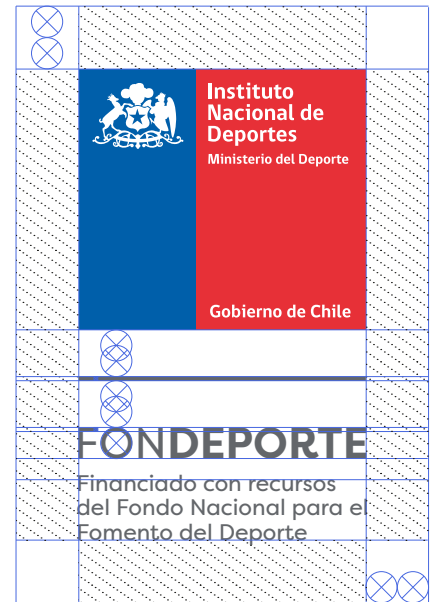 Instituto
Nacional de
Deportes
Ministerio del Deporte
Gobierno de Chile
FONDEPORTE
Financiado con recursos
del Fondo Nacional para el
Fomento del Deporte